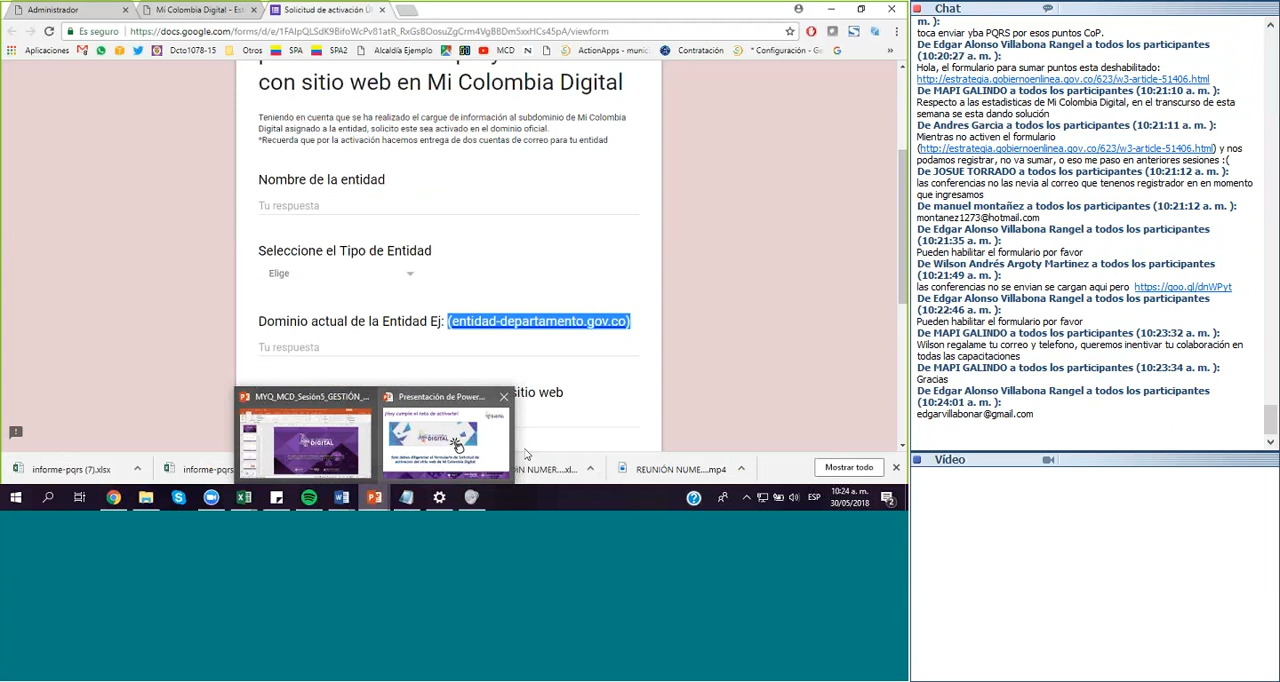 Administrador
Mi Colombia Digital - Est
Solicitud de activación D
Es seguro
https://docs.google.com/forms/d/e/
/viewform
Aplicaciones
Dcto1078-15
Otros
SPA
SPA2
Alcaldía Ejemplo
MCD
ActionApps - muni
Contratación
* Configuración - Ge
»
con sitio web en Mi Colombia Digital
Teniendo en cuenta que se ha realizado el cargue de información al subdominio de Mi Colombia
Digital asignado a la entidad, solicito este sea activado en el dominio oficial.
*Recuerda que por la activación hacemos entrega de dos cuentas de correo para tu entidad
Nombre de la entidad
Tu respuesta
Seleccione el Tipo de Entidad
Elige
Dominio actual de la Entidad Ej: (entidad-departamento.gov.co)
Tu respuesta
sitio web
MYQ_MCD_Sesión5_GESTIÓN_...
Presentación de Power...
¡Hoy cumple el reto de activarte!
DIGITAL
DIGITAL
informe-pqrs (7).xlsx
informe-pqrs
IN NUMER....xl...
REUNIÓN NUME....mp4
Mostrar todo
ESP
10:24 a. m.
30/05/2018
Chat
m. ):
toca enviar yba PQRS por esos puntos CoP.
De Edgar Alonso Villabona Rangel a todos los participantes
(10:20:27 a. m. ):
Hola, el formulario para sumar puntos esta deshabilitado:
http://estrategia.gobiernoenlinea.gov.co/623/w3-article-51406.html
De MAPI GALINDO a todos los participantes (10:21:10 a. m. ):
Respecto a las estadisticas de Mi Colombia Digital, en el transcurso de esta
semana se esta dando solución
De Andres Garcia a todos los participantes (10:21:11 a. m. ):
Mientras no activen el formulario
(http://estrategia.gobiernoenlinea.gov.co/623/w3-article-51406.html) y nos
podamos registrar, no va sumar, o eso me paso en anteriores sesiones :(
De JOSUE TORRADO a todos los participantes (10:21:12 a. m. ):
las conferencias no las nevia al correo que tenenos registrador en en momento
que ingresamos
De manuel montañez a todos los participantes (10:21:12 a. m. ):
montanez1273@hotmail.com
De Edgar Alonso Villabona Rangel a todos los participantes
(10:21:35 a. m. ):
Pueden habilitar el formulario por favor
De Wilson Andrés Argoty Martinez a todos los participantes
(10:21:49 a. m. ):
las conferencias no se envian se cargan aqui pero https://goo.gl/dnWPyt
De Edgar Alonso Villabona Rangel a todos los participantes
(10:22:46 a. m. ):
Pueden habilitar el formulario por favor
De MAPI GALINDO a todos los participantes (10:23:32 a. m. ):
Wilson regalame tu correo y telefono, queremos inentivar tu colaboración en
todas las capacitaciones
De MAPI GALINDO a todos los participantes (10:23:34 a. m. ):
Gracias
De Edgar Alonso Villabona Rangel a todos los participantes
(10:24:01 a. m. ):
edgarvillabonar@gmail.com
Vídeo